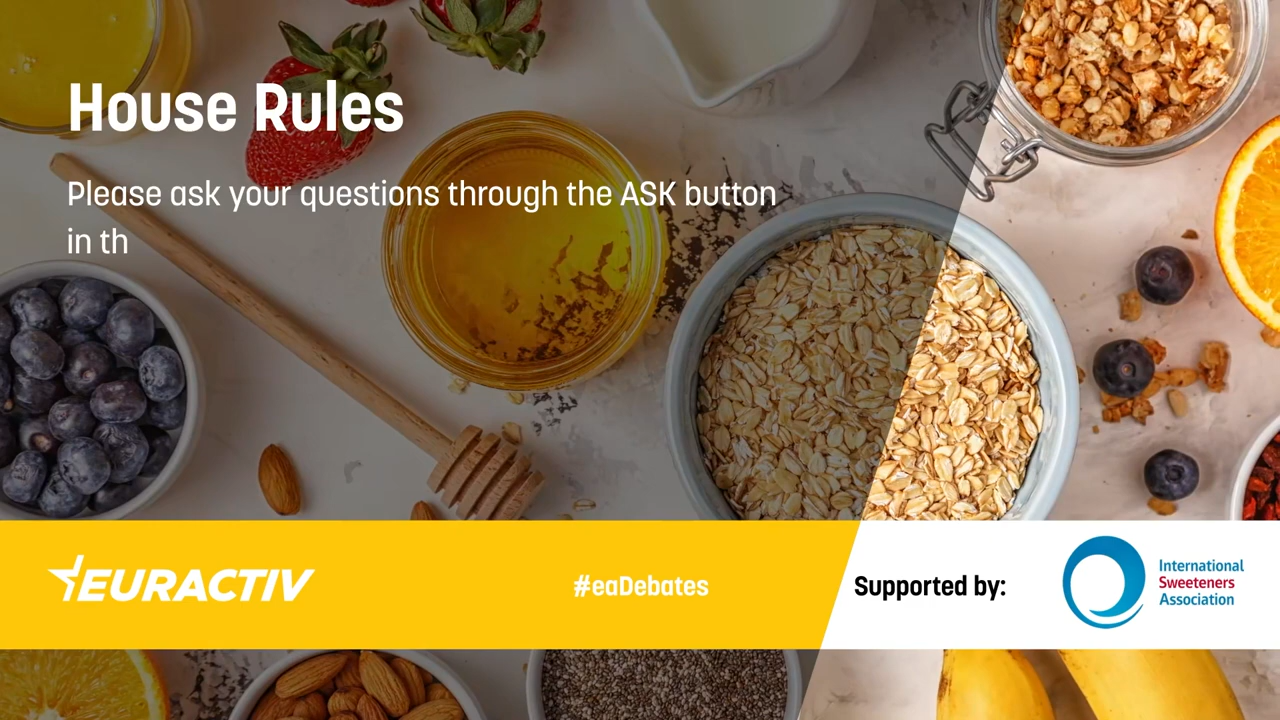 House Rules
Please ask your questions through the ASK button
in th
EURACTIV
#eaDebates
Supported by:
International
Sweeteners
Association